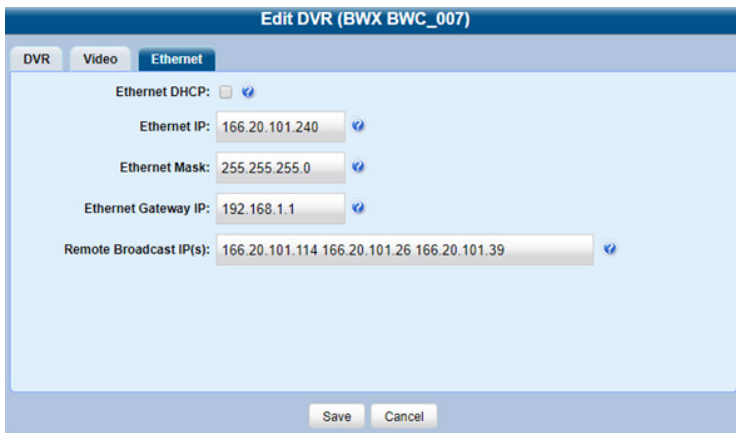 Edit DVR (BWX BWC_007)
DVR Video Ethernet
Ethernet DHCP:
Ethernet IP: 166.20.101.240
Ethernet Mask: 255.255.255.0
Ethernet Gateway IP: 192.168.1.1
Remote Broadcast IP(s): 166.20.101.114 166.20.101.26 166.20.101.39
Save Cancel